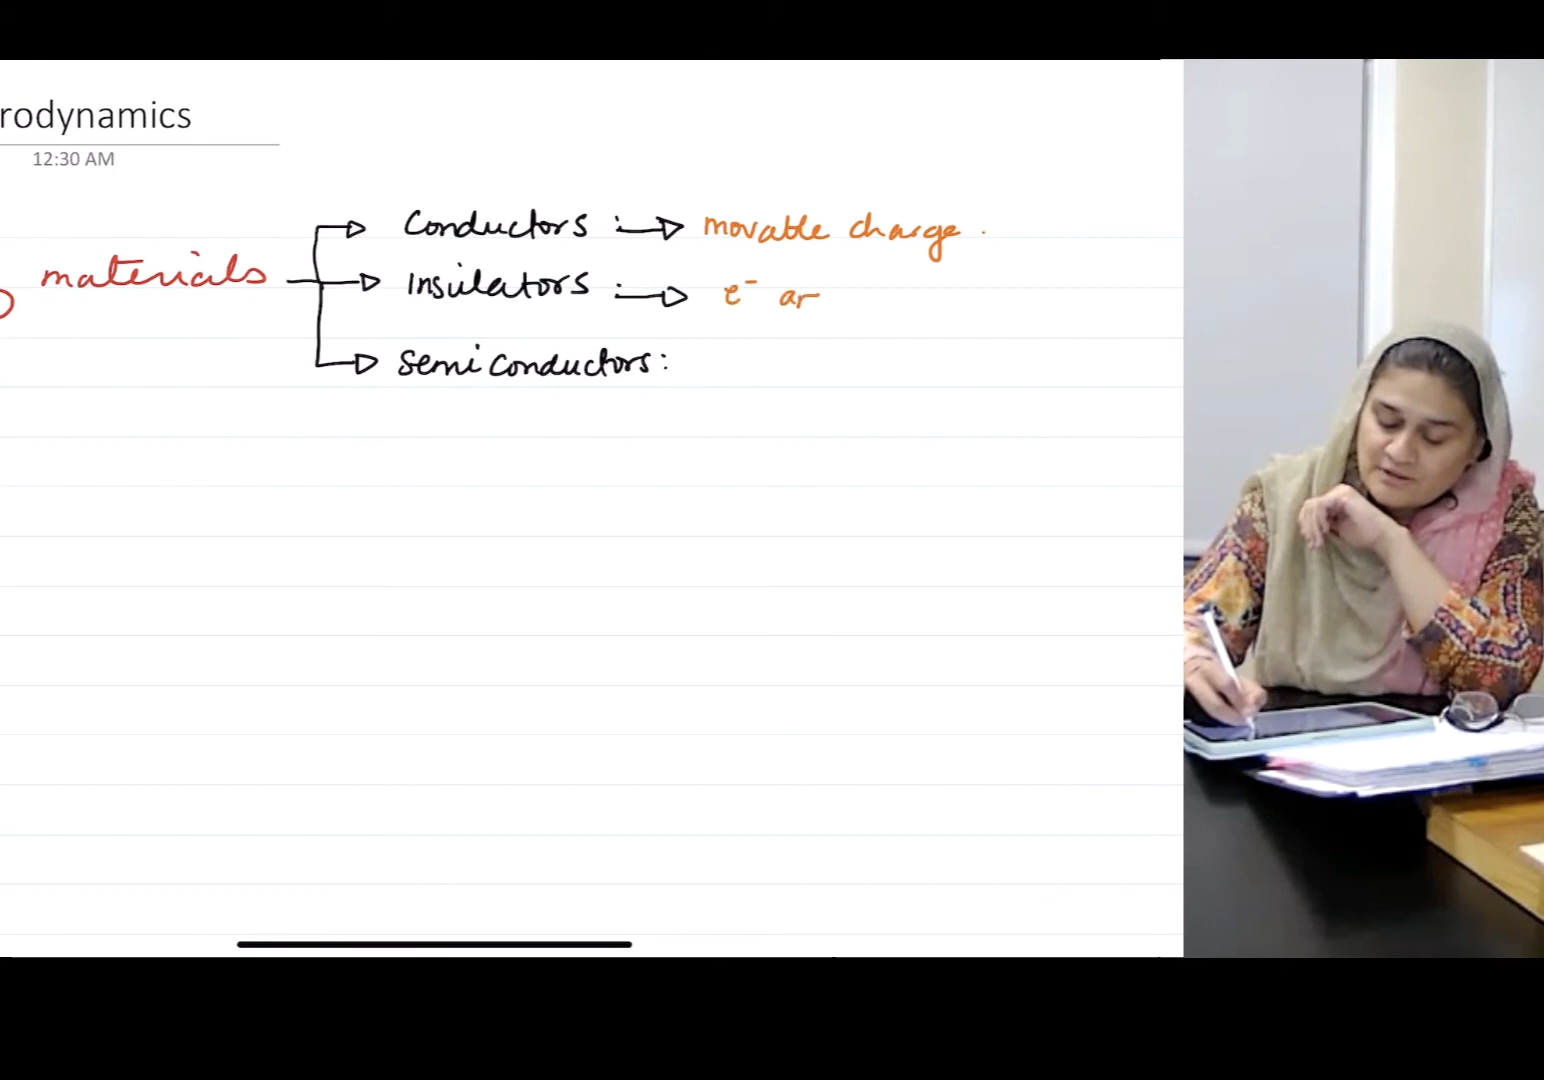 rodynamics
12:30 AM
materials
Conductors : movable charge.
Insulators : e⁻ ar
Semiconductors: